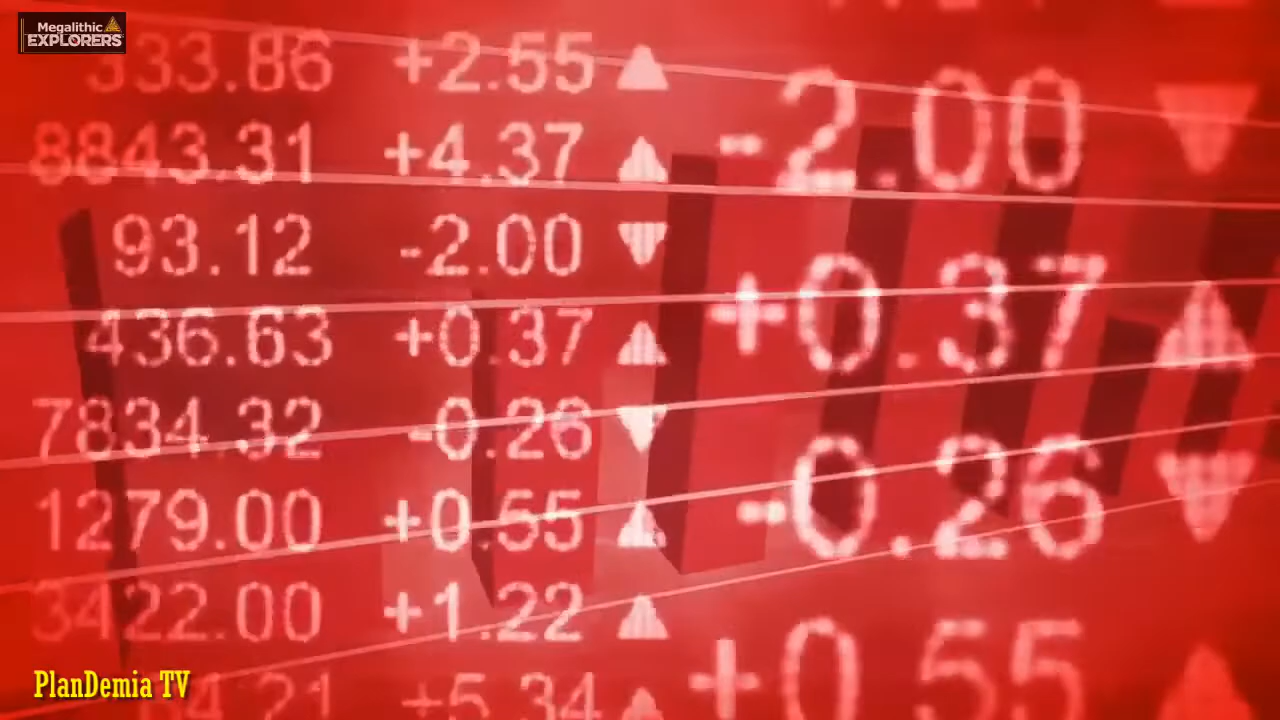 Megalithic
EXPLORERS
333.86 +2.55 ▲
8843.31 +4.37 ▲
93.12 -2.00 ▼
436.63 +0.37 ▲
7834.32 -0.26 ▼
1279.00 +0.55 ▲
3422.00 +1.22 ▲
+5.34 ▲
-2.00 ▼
+0.37 ▲
-0.26 ▼
+0.55 ▲
PlanDemia TV